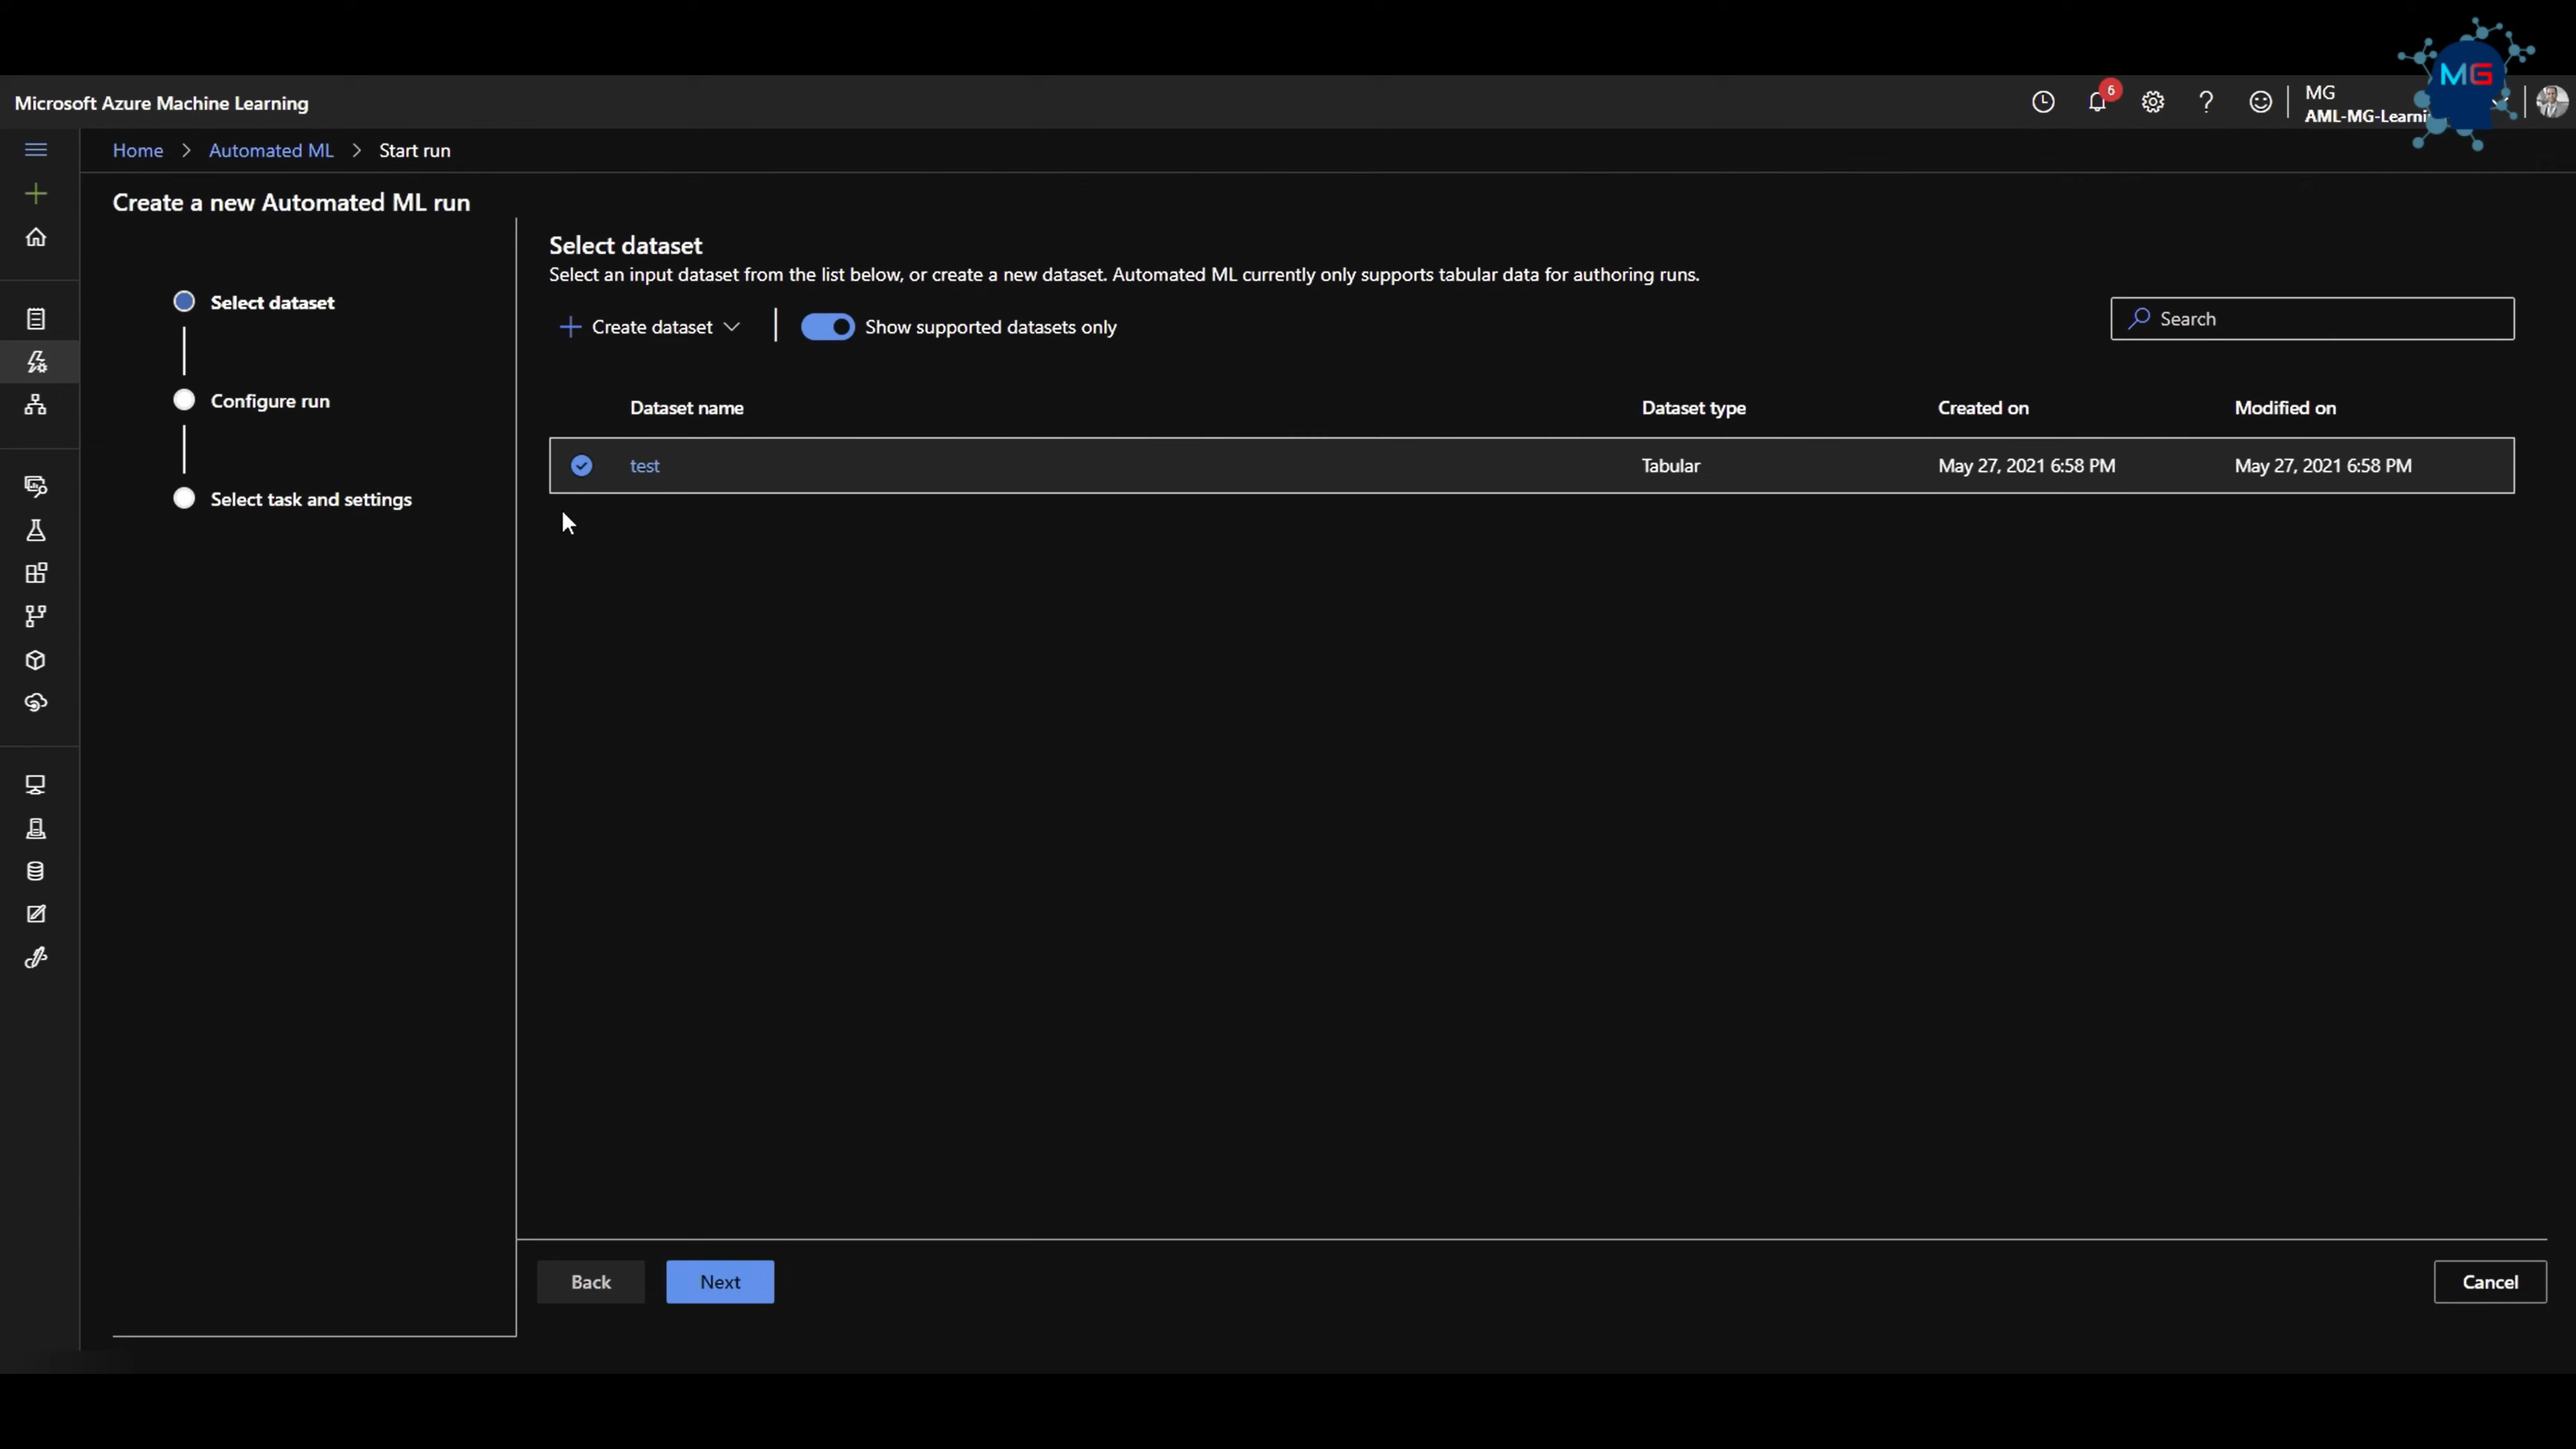 MG
Microsoft Azure Machine Learning
6
MG
AML-MG-Learni
Home > Automated ML > Start run
Create a new Automated ML run
Select dataset
Configure run
Select task and settings
Select dataset
Select an input dataset from the list below, or create a new dataset. Automated ML currently only supports tabular data for authoring runs.
Create dataset
Show supported datasets only
Search
Dataset name Dataset type Created on Modified on
test Tabular May 27, 2021 6:58 PM May 27, 2021 6:58 PM
Back Next Cancel